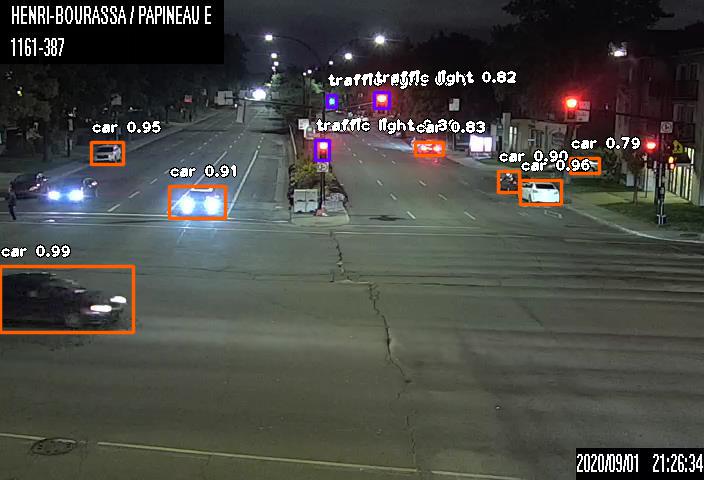 HENRI-BOURASSA / PAPINEAU E
1161-387
traffic light 0.82
traffic light
car 0.83
car 0.95
car 0.79
car 0.90
car 0.96
car 0.91
car 0.99
2020/09/01 21:26:34